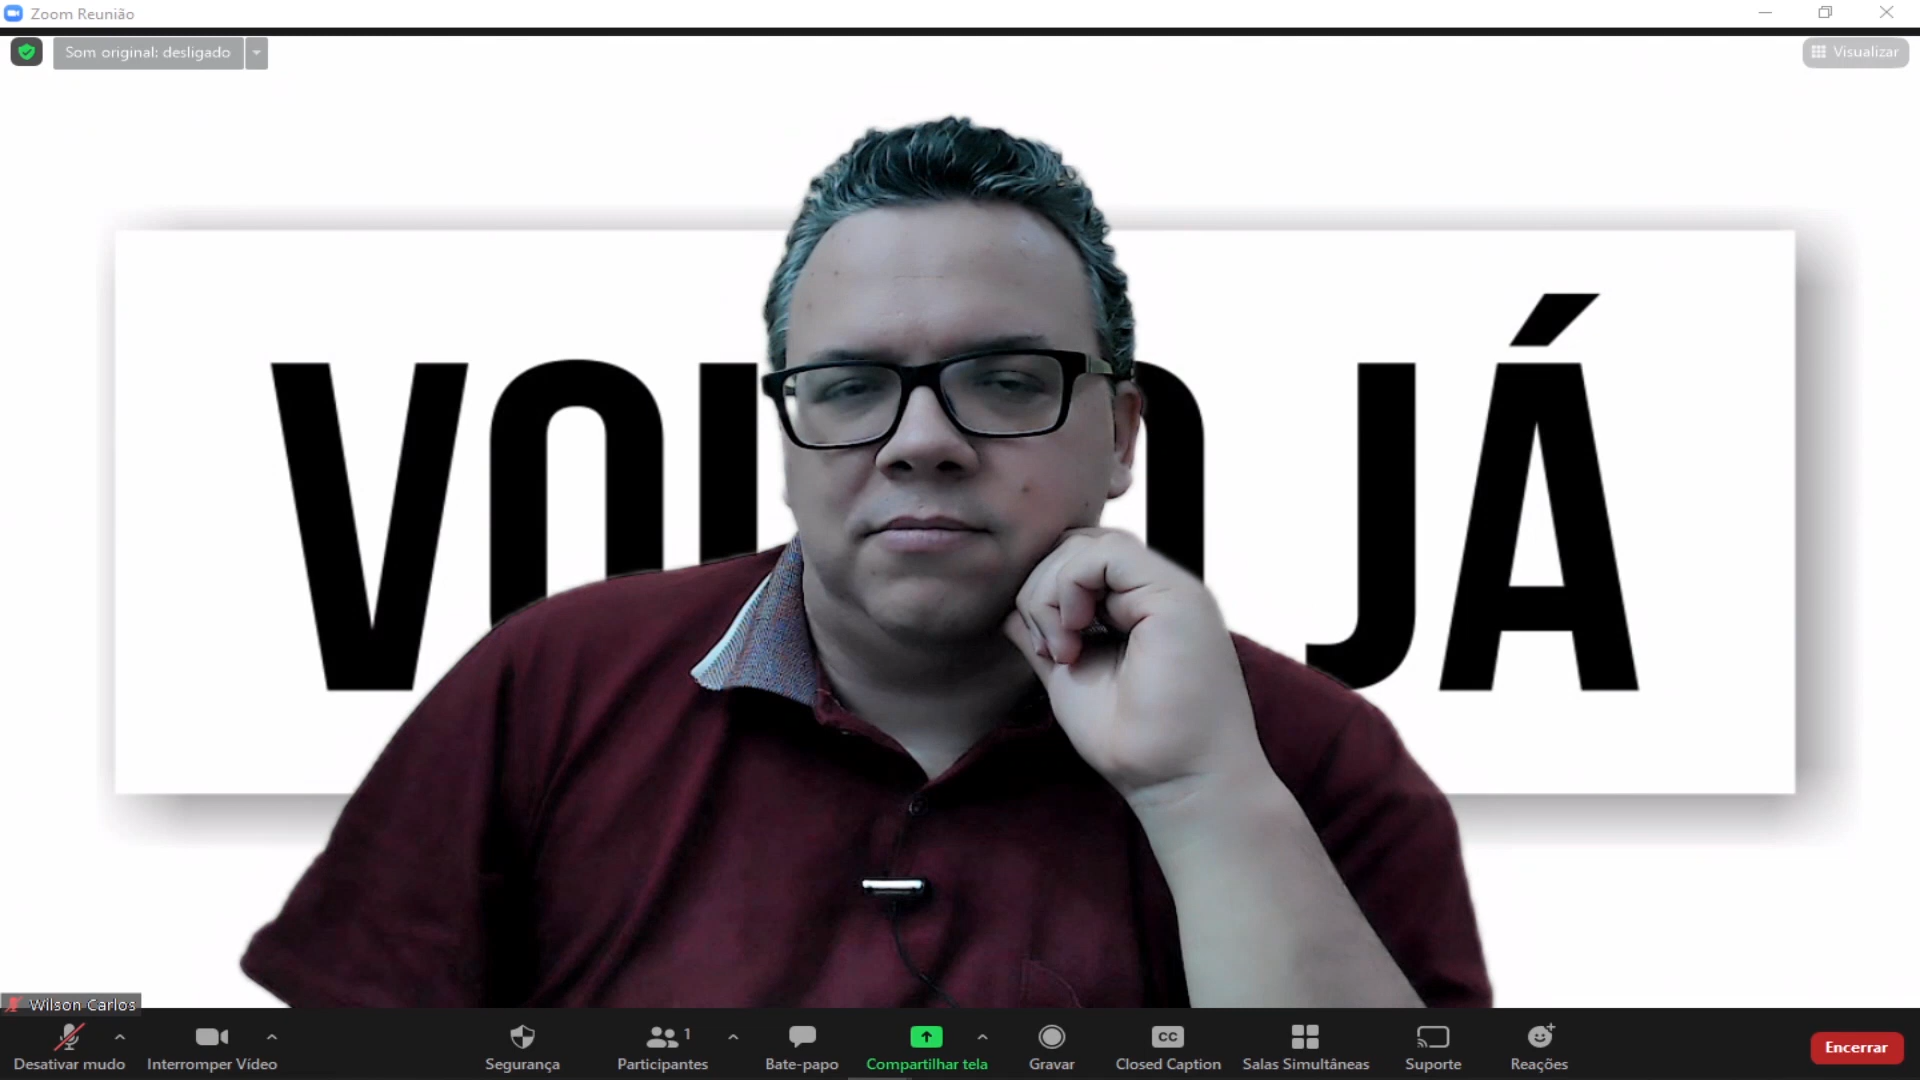 Zoom Reunião
Som original: desligado
Visualizar
JÁ
Wilson Carlos
Desativar mudo
Interromper Vídeo
Segurança
1
Participantes
Bate-papo
Compartilhar tela
Gravar
CC
Closed Caption
Salas Simultâneas
Suporte
Reações
Encerrar